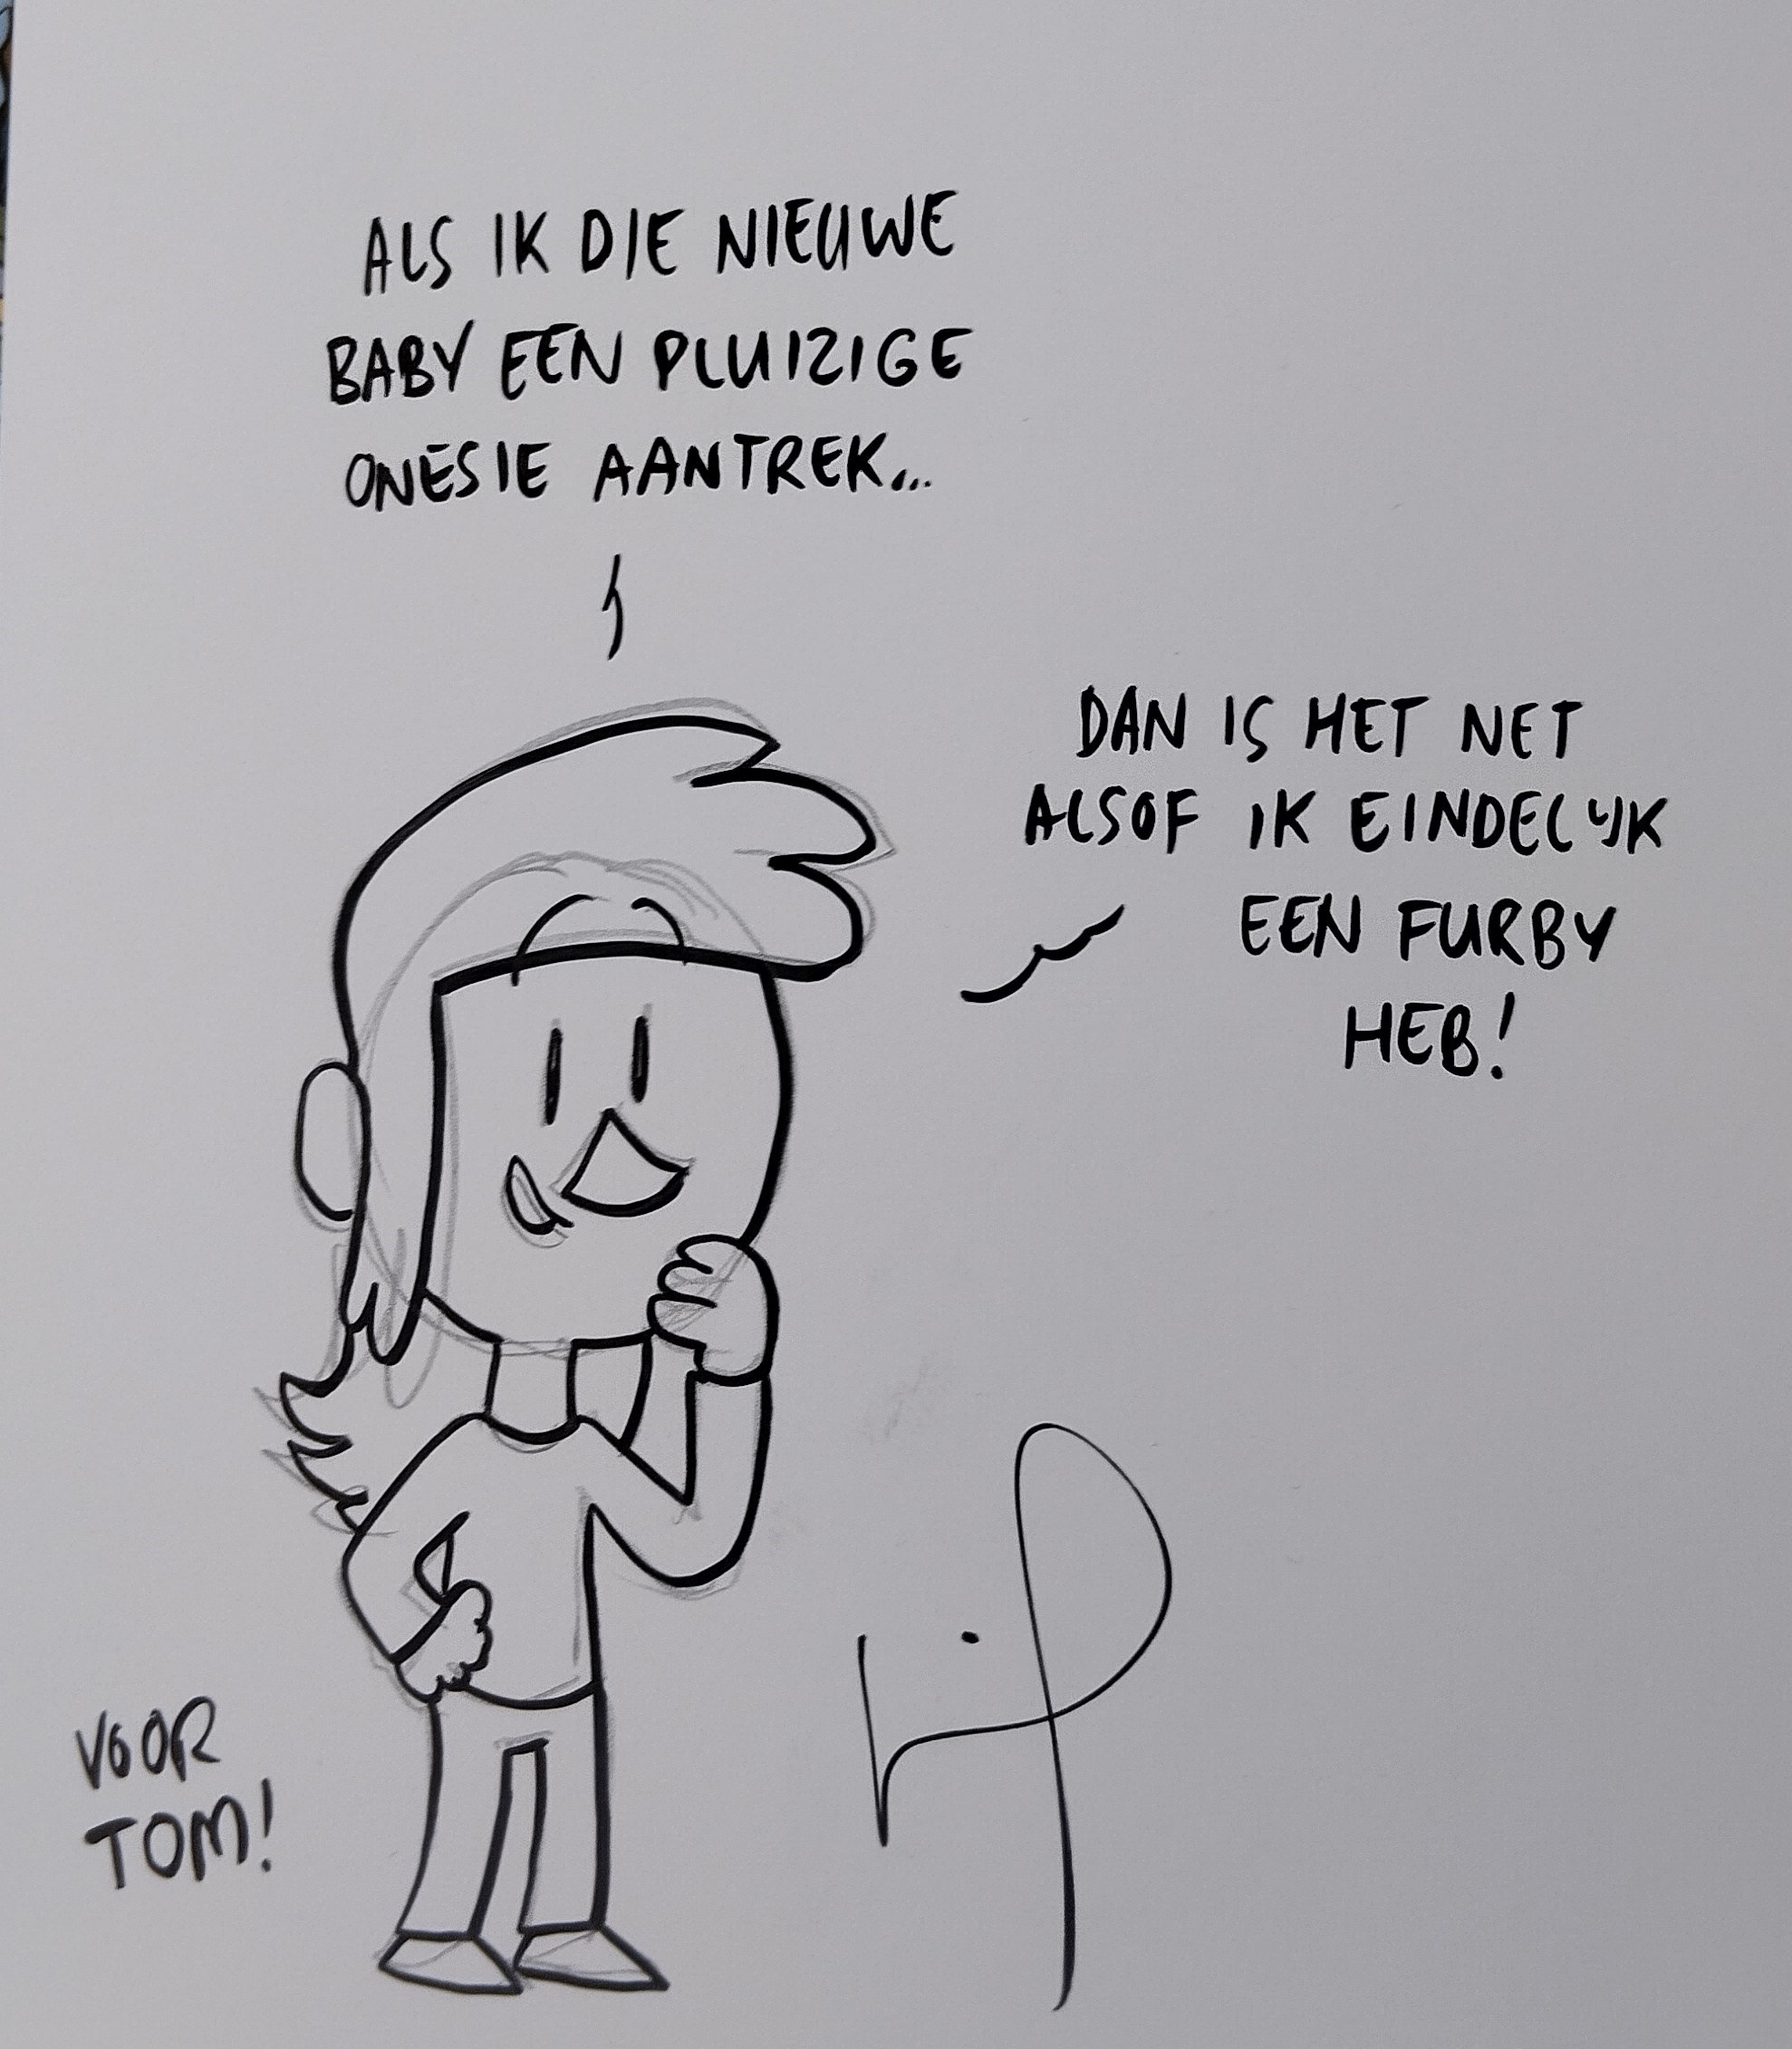 ALS IK DIE NIEUWE
BABY EEN PLUIZIGE
ONESIE AANTREK...
DAN IS HET NET
ALSOF IK EINDELIJK
EEN FURBY
HEB!
VOOR
TOM!